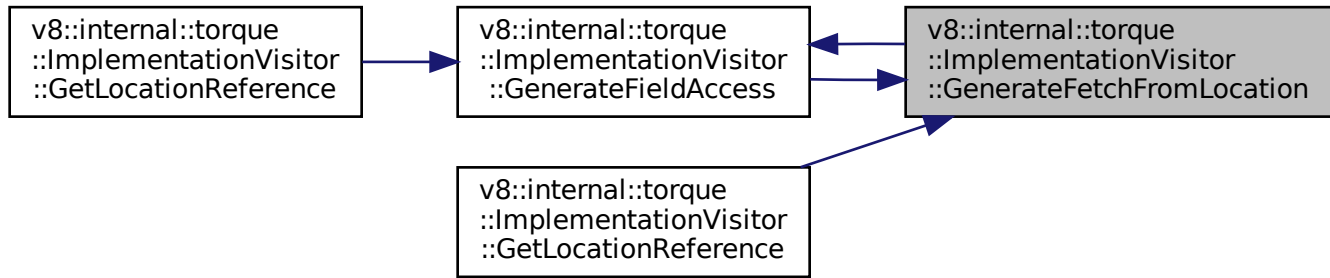 v8::internal::torque
::ImplementationVisitor
::GetLocationReference
v8::internal::torque
::ImplementationVisitor
::GenerateFieldAccess
v8::internal::torque
::ImplementationVisitor
::GenerateFetchFromLocation
v8::internal::torque
::ImplementationVisitor
::GetLocationReference